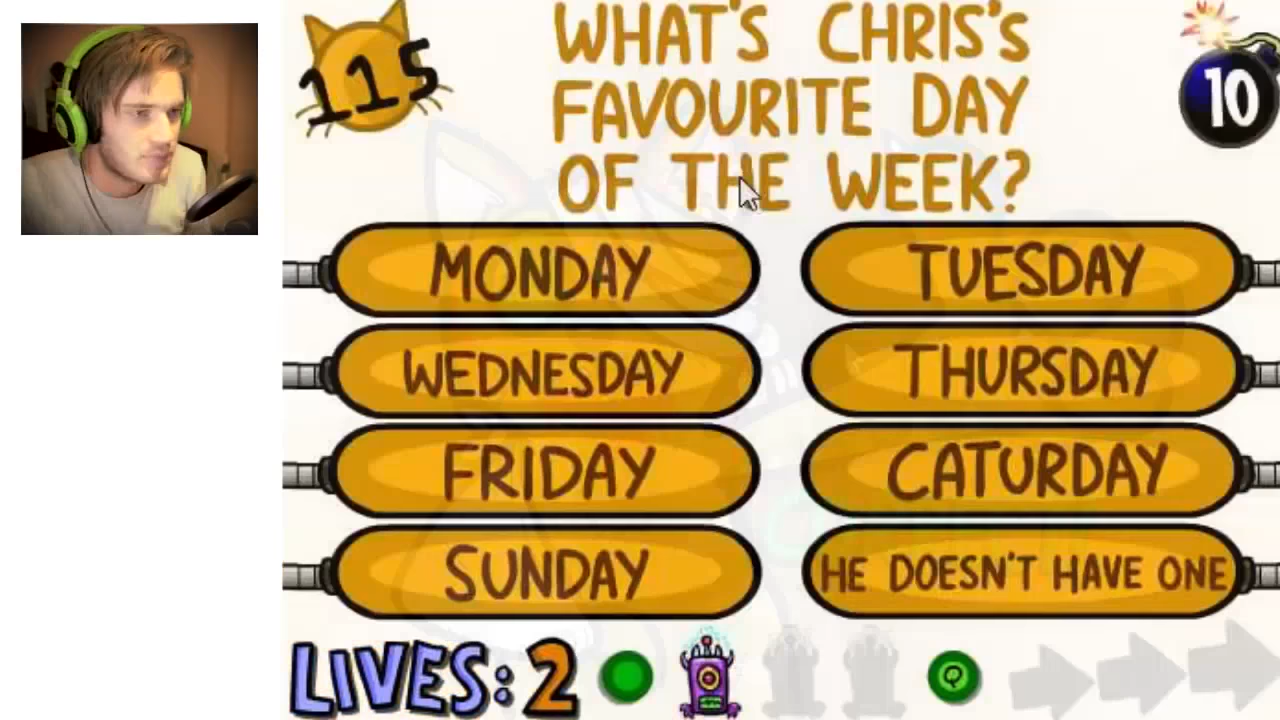 115
WHAT'S CHRIS'S
FAVOURITE DAY
OF THE WEEK?
10
MONDAY
TUESDAY
WEDNESDAY
THURSDAY
FRIDAY
CATURDAY
SUNDAY
HE DOESN'T HAVE ONE
LIVES: 2